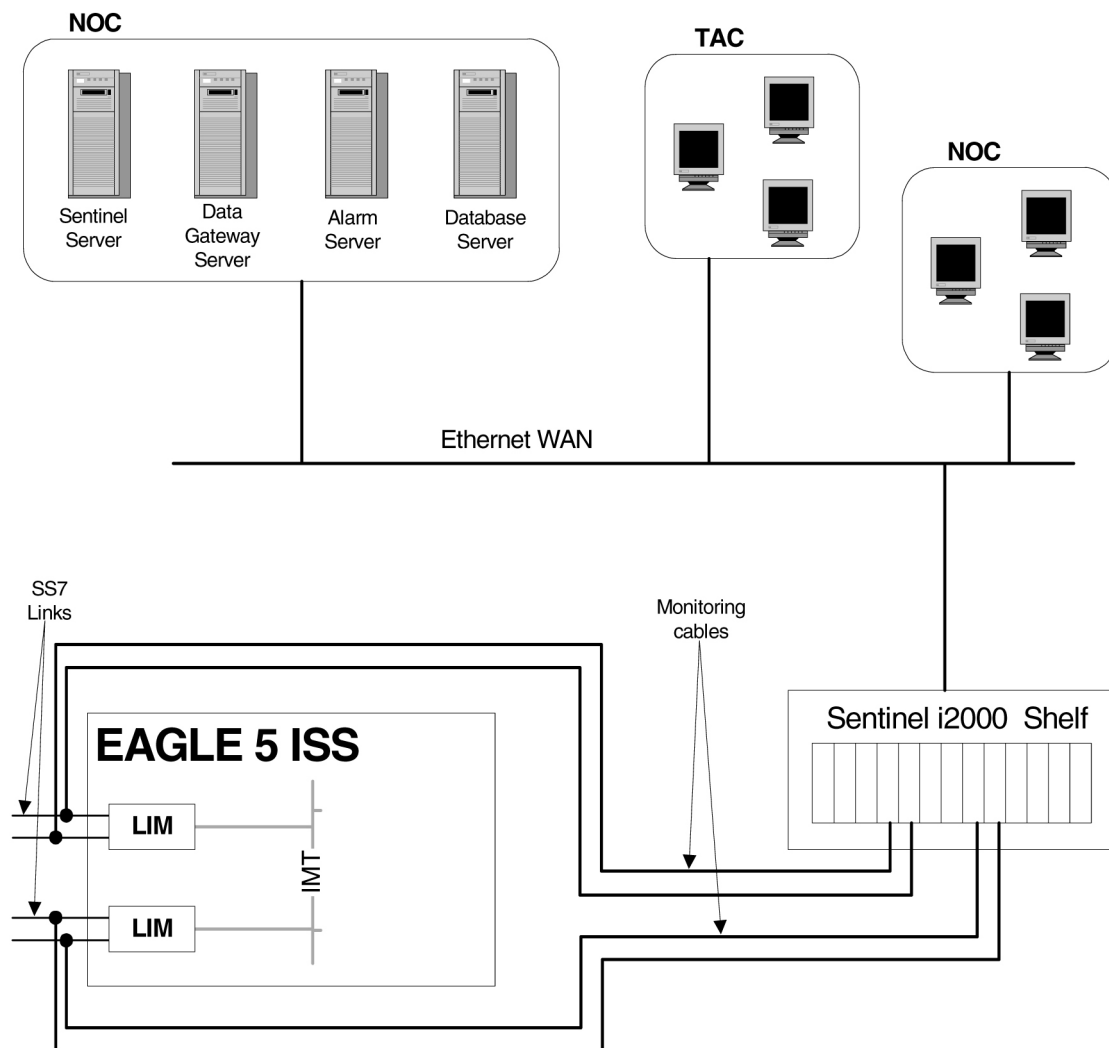 NOC
TAC
NOC
Sentinel
Server
Data
Gateway
Server
Alarm
Server
Database
Server
Ethernet WAN
SS7
Links
Monitoring
cables
Sentinel i2000 Shelf
EAGLE 5 ISS
LIM
IMT
LIM